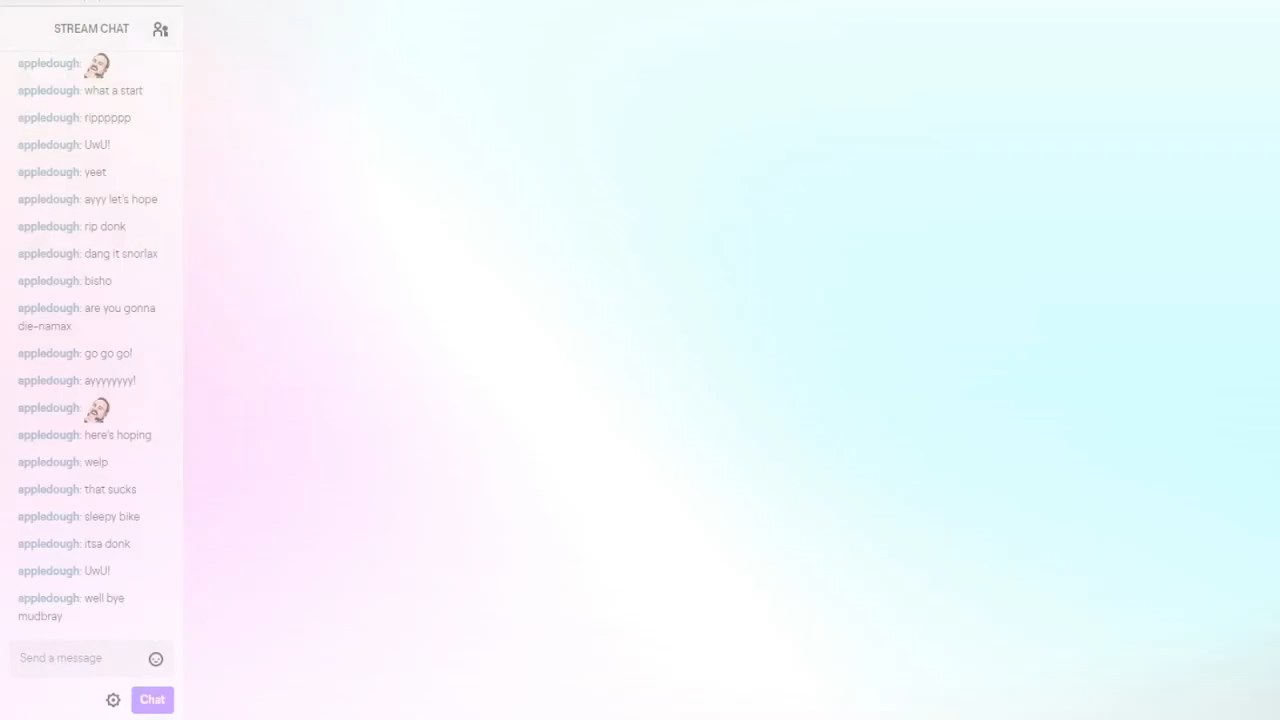 STREAM CHAT
appledough:
appledough: what a start
appledough: ripppppp
appledough: UwU!
appledough: yeet
appledough: ayyy let's hope
appledough: rip donk
appledough: dang it snorlax
appledough: bisho
appledough: are you gonna
die-namax
appledough: go go go!
appledough: ayyyyyyyy!
appledough:
appledough: here's hoping
appledough: welp
appledough: that sucks
appledough: sleepy bike
appledough: itsa donk
appledough: UwU!
appledough: well bye
mudbray
Send a message
Chat